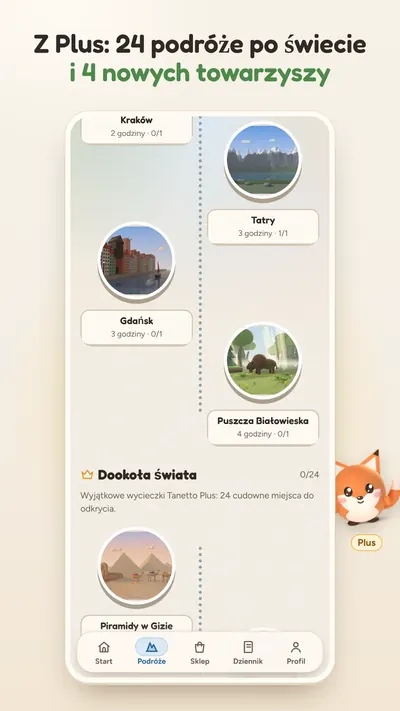 Z Plus: 24 podróże po świecie
i 4 nowych towarzyszy
Kraków
2 godziny · 0/1
Tatry
3 godziny · 1/1
Gdańsk
3 godziny · 0/1
Puszcza Białowieska
4 godziny · 0/1
Dookoła świata 0/24
Wyjątkowe wycieczki Tanetto Plus: 24 cudowne miejsca do
odkrycia.
Plus
Piramidy w Gizie
Start Podróże Sklep Dziennik Profil